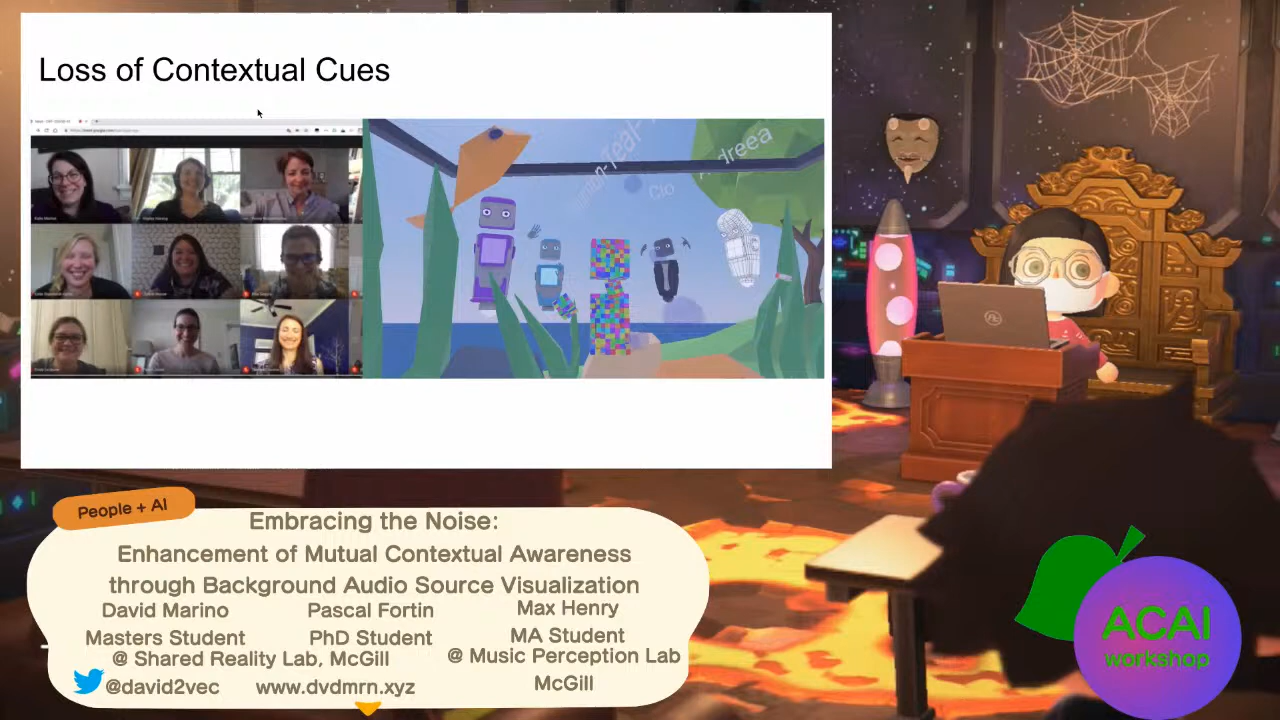 Loss of Contextual Cues
Clo
dreea
People + AI
Embracing the Noise:
Enhancement of Mutual Contextual Awareness
through Background Audio Source Visualization
David Marino
Pascal Fortin
Max Henry
Masters Student
PhD Student
MA Student
@ Shared Reality Lab, McGill
@ Music Perception Lab
@david2vec
www.dvdmrn.xyz
McGill
ACAI
workshop